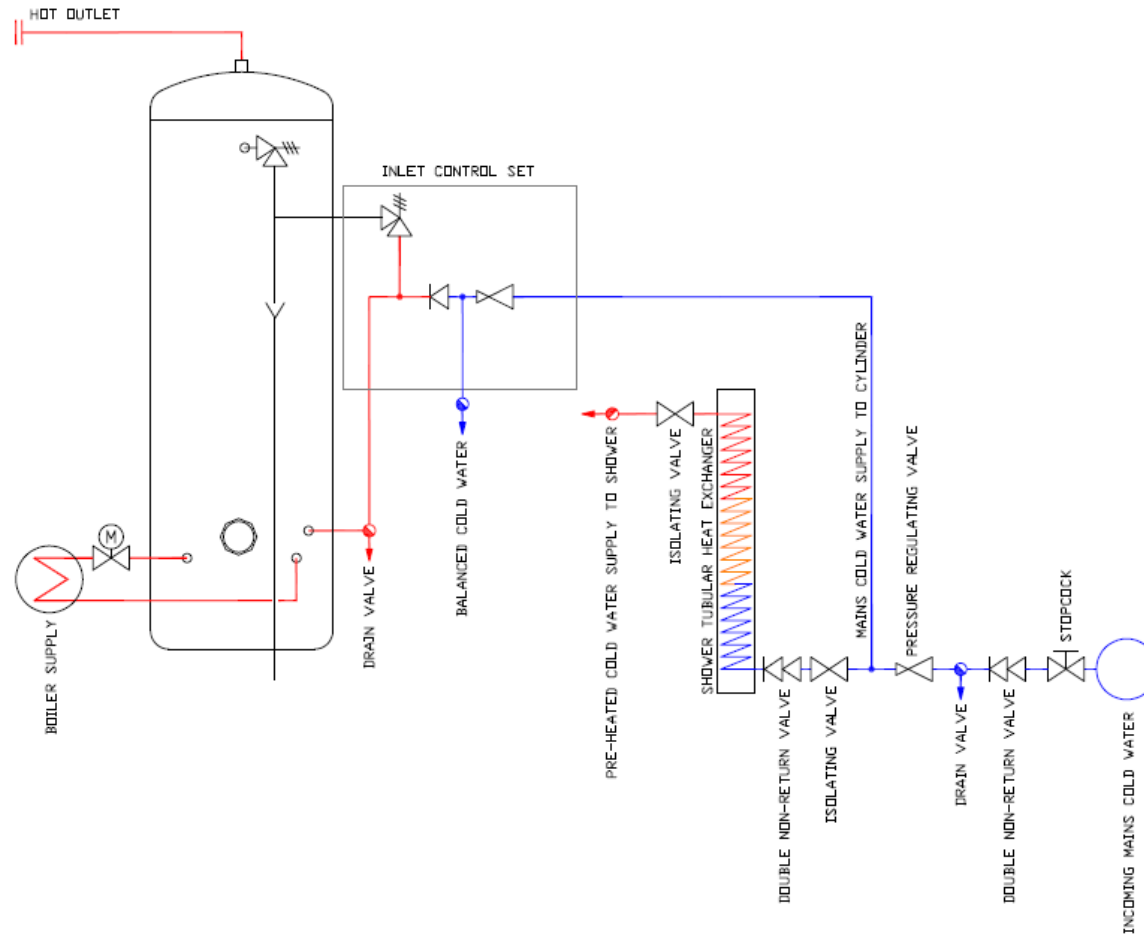 HOT OUTLET
INLET CONTROL SET
M
BOILER SUPPLY
DRAIN VALVE
BALANCED COLD WATER
PRE-HEATED COLD WATER SUPPLY TO SHOWER
ISOLATING VALVE
SHOWER TUBULAR HEAT EXCHANGER
MAINS COLD WATER SUPPLY TO CYLINDER
PRESSURE REGULATING VALVE
STOPCOCK
DOUBLE NON-RETURN VALVE
ISOLATING VALVE
DRAIN VALVE
DOUBLE NON-RETURN VALVE
INCOMING MAINS COLD WATER